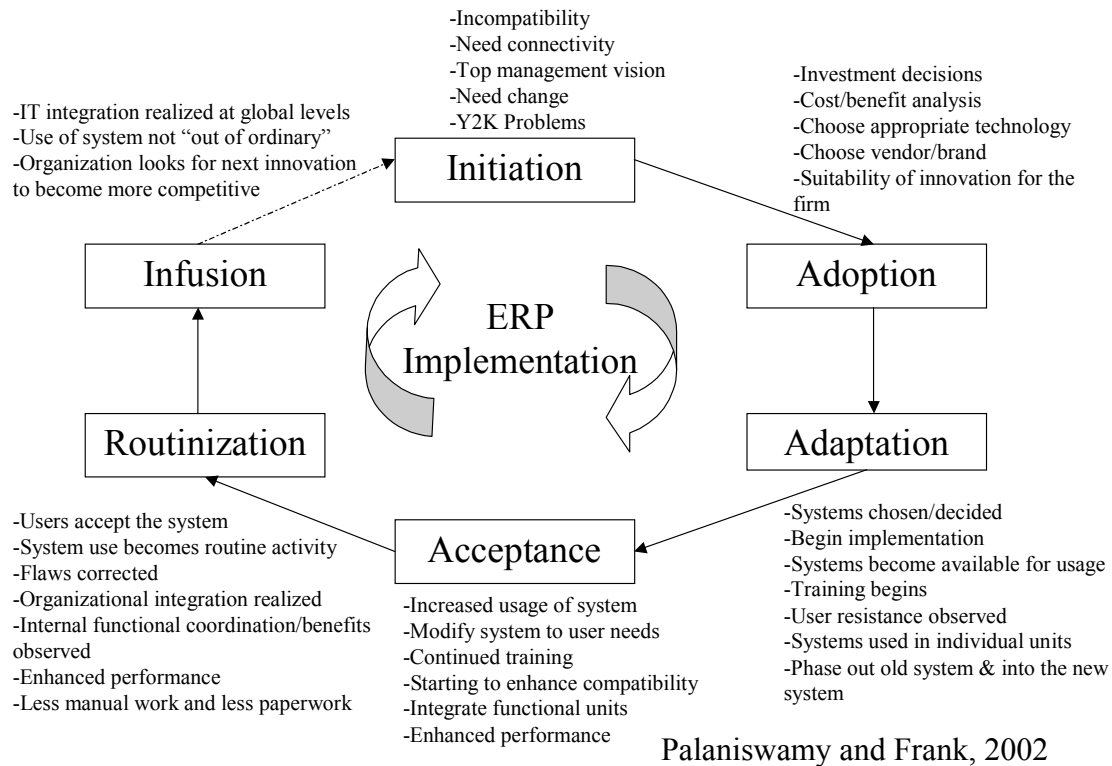 -Incompatibility
-Need connectivity
-Top management vision
-Need change
-Y2K Problems
Initiation
-Investment decisions
-Cost/benefit analysis
-Choose appropriate technology
-Choose vendor/brand
-Suitability of innovation for the
firm
Adoption
Adaptation
-Systems chosen/decided
-Begin implementation
-Systems become available for usage
-Training begins
-User resistance observed
-Systems used in individual units
-Phase out old system & into the new
system
Acceptance
-Increased usage of system
-Modify system to user needs
-Continued training
-Starting to enhance compatibility
-Integrate functional units
-Enhanced performance
Routinization
-Users accept the system
-System use becomes routine activity
-Flaws corrected
-Organizational integration realized
-Internal functional coordination/benefits
observed
-Enhanced performance
-Less manual work and less paperwork
-IT integration realized at global levels
-Use of system not “out of ordinary”
-Organization looks for next innovation
to become more competitive
Infusion
ERP
Implementation
Palaniswamy and Frank, 2002